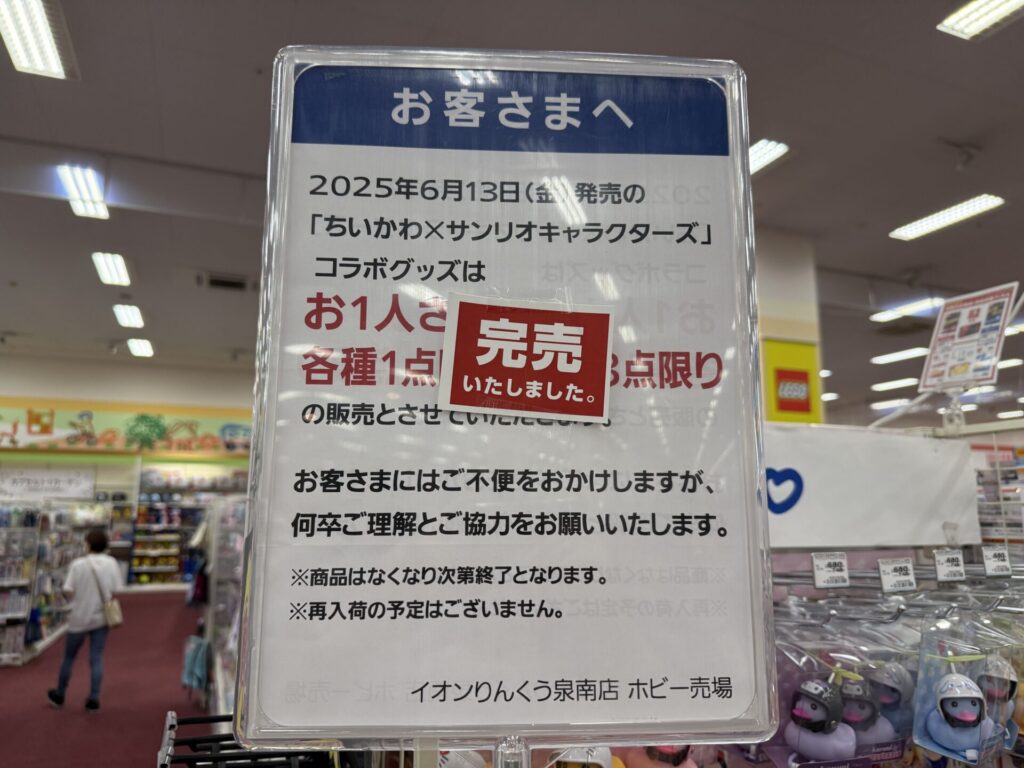 お客さまへ
2025年6月13日(金)発売の
「ちいかわ×サンリオキャラクターズ」
コラボグッズは
お1人さ
各種1点 3点限り
完売
いたしました。
の販売とさせていただきます。
お客さまにはご不便をおかけしますが、
何卒ご理解とご協力をお願いいたします。
※商品はなくなり次第終了となります。
※再入荷の予定はございません。
イオンりんくう泉南店 ホビー売場
LEGO